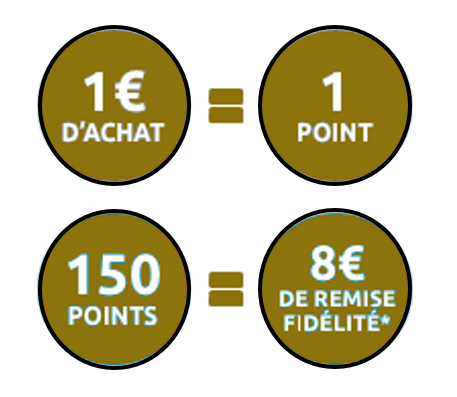 1€ = 1
D'ACHAT POINT
150 = 8€
POINTS DE REMISE
FIDÉLITÉ*